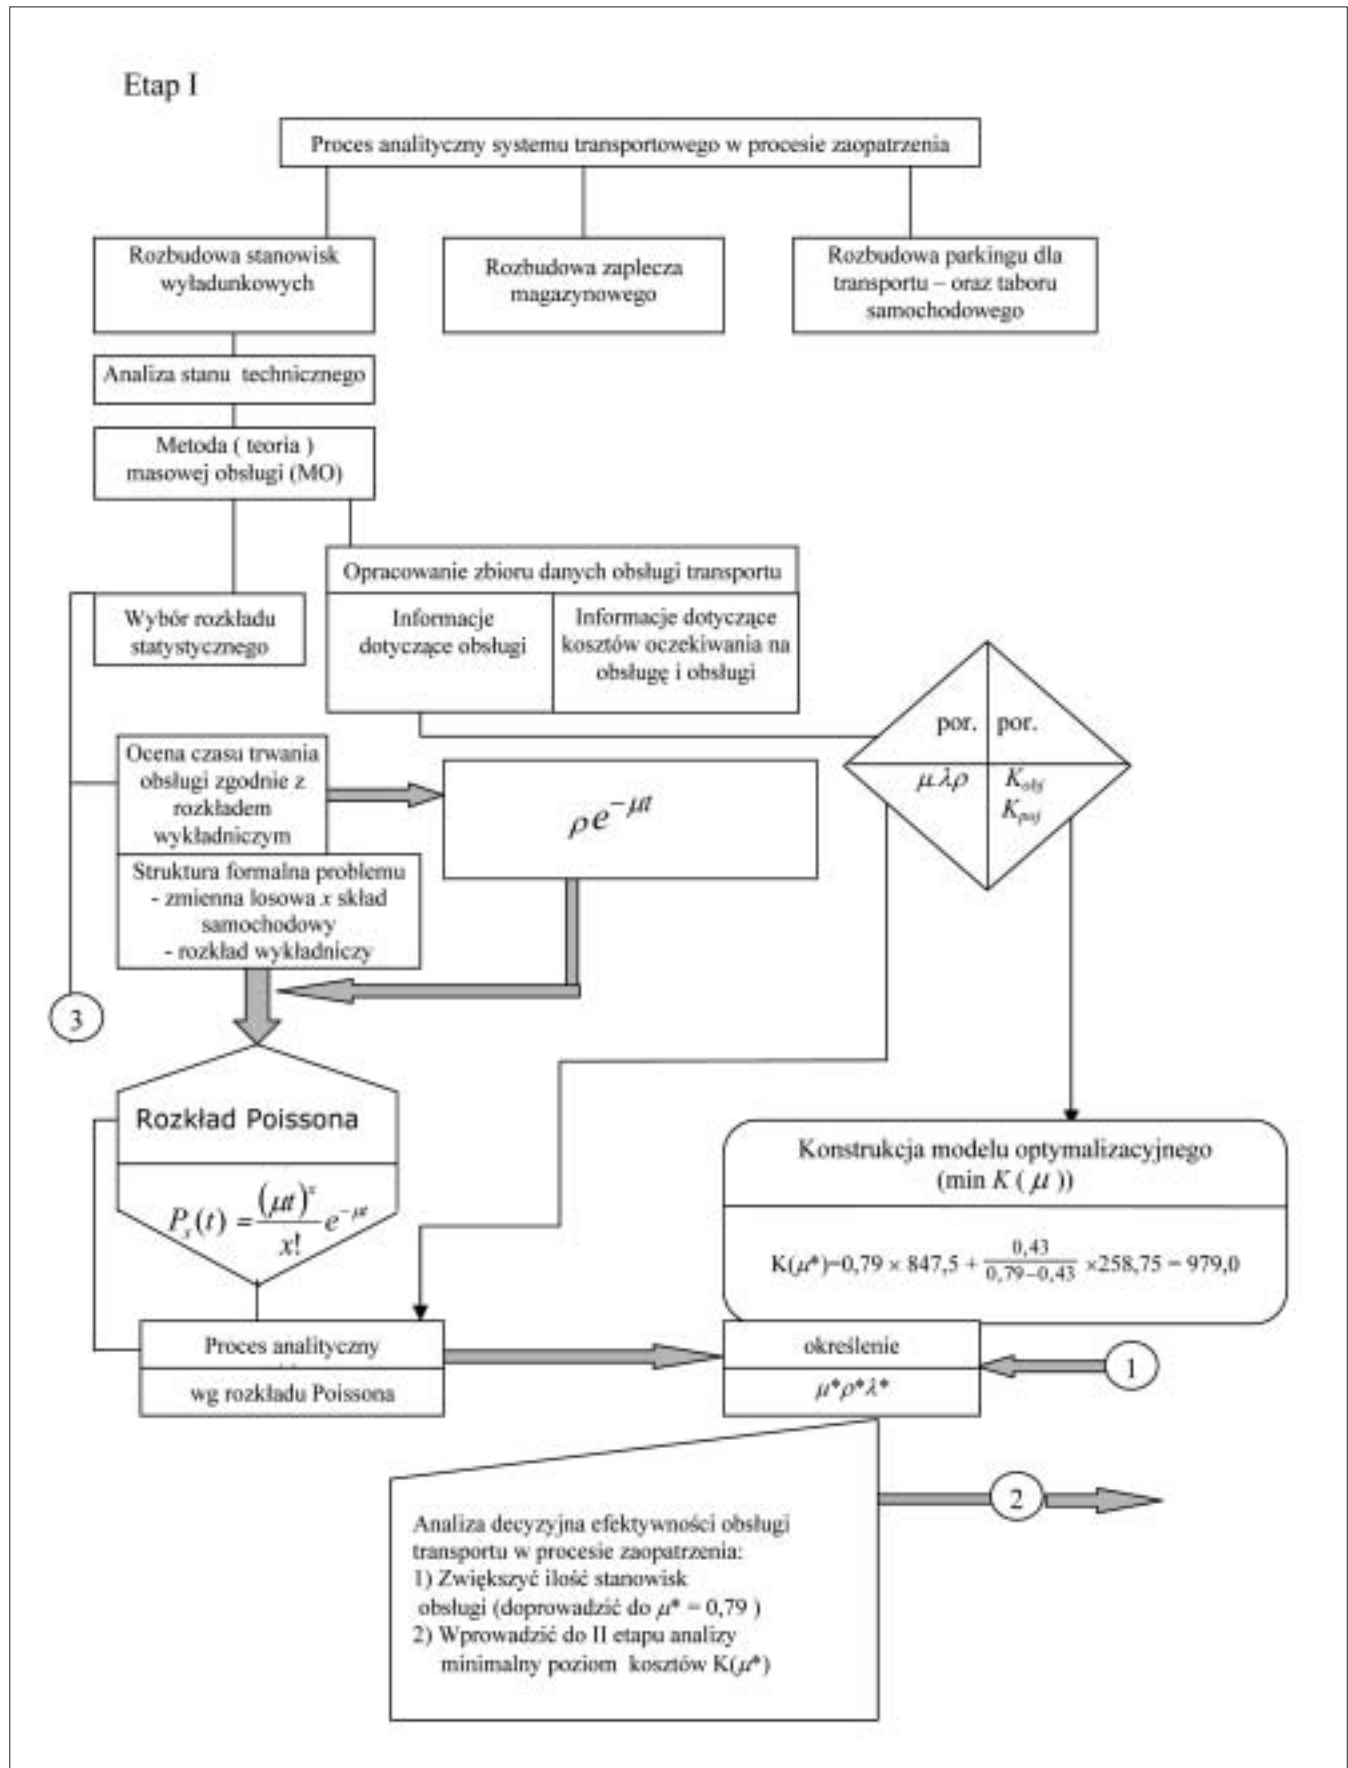 Etap I
Proces analityczny systemu transportowego w procesie zaopatrzenia
Rozbudowa stanowisk
wyładunkowych
Rozbudowa zaplecza
magazynowego
Rozbudowa parkingu dla
transportu – oraz taboru
samochodowego
Analiza stanu technicznego
Metoda ( teoria )
masowej obsługi (MO)
Opracowanie zbioru danych obsługi transportu
Informacje
dotyczące obsługi
Informacje dotyczące
kosztów oczekiwania na
obsługę i obsługi
Wybór rozkładu
statystycznego
por. por.
μ λρ
K_obj
K_poj
Ocena czasu trwania
obsługi zgodnie z
rozkładem
wykładniczym
ρe^{−μt}
Struktura formalna problemu
- zmienna losowa x skład
samochodowy
- rozkład wykładniczy
3
Rozkład Poissona
P_x(t) = (μt)^x / x! e^{−μt}
Konstrukcja modelu optymalizacyjnego
(min K ( μ ))
K(μ*)=0,79 × 847,5 + 0,43 / 0,79−0,43 ×258,75 = 979,0
Proces analityczny
wg rozkładu Poissona
określenie
μ*ρ*λ*
1
2
Analiza decyzyjna efektywności obsługi
transportu w procesie zaopatrzenia:
1) Zwiększyć ilość stanowisk
obsługi (doprowadzić do μ* = 0,79 )
2) Wprowadzić do II etapu analizy
minimalny poziom kosztów K(μ*)